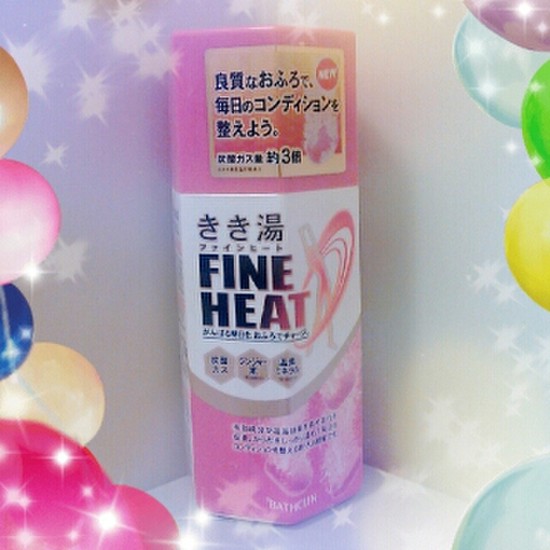 良質なおふろで、
NEW
毎日のコンディションを
整えよう。
炭酸ガス量 約3倍
きき湯
ファインヒート
FINE
HEAT
がんばる毎日を おふろでチャージ
炭酸
ガス
ジンジャー
末
温泉
ミネラル
BATHCLIN